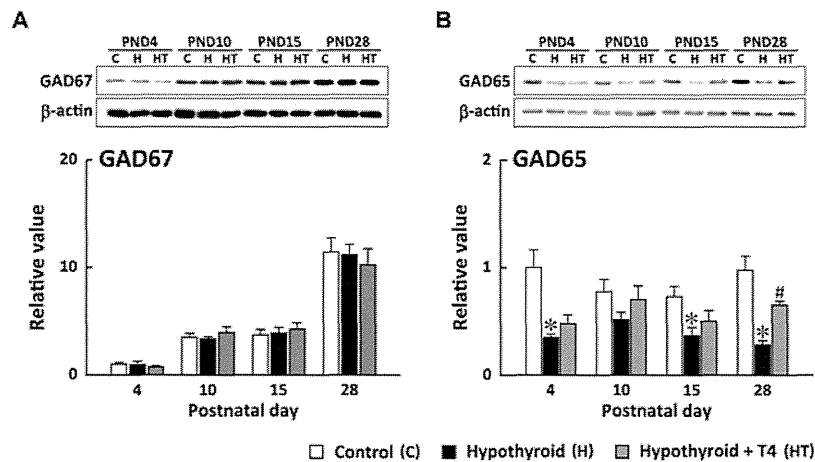 A
PND4 PND10 PND15 PND28
C H HT C H HT C H HT C H HT
GAD67
β-actin
GAD67
20
10
0
Relative value
4 10 15 28
Postnatal day
B
PND4 PND10 PND15 PND28
C H HT C H HT C H HT C H HT
GAD65
β-actin
GAD65
2
1
0
Relative value
* * * #
4 10 15 28
Postnatal day
Control (C) Hypothyroid (H) Hypothyroid + T4 (HT)